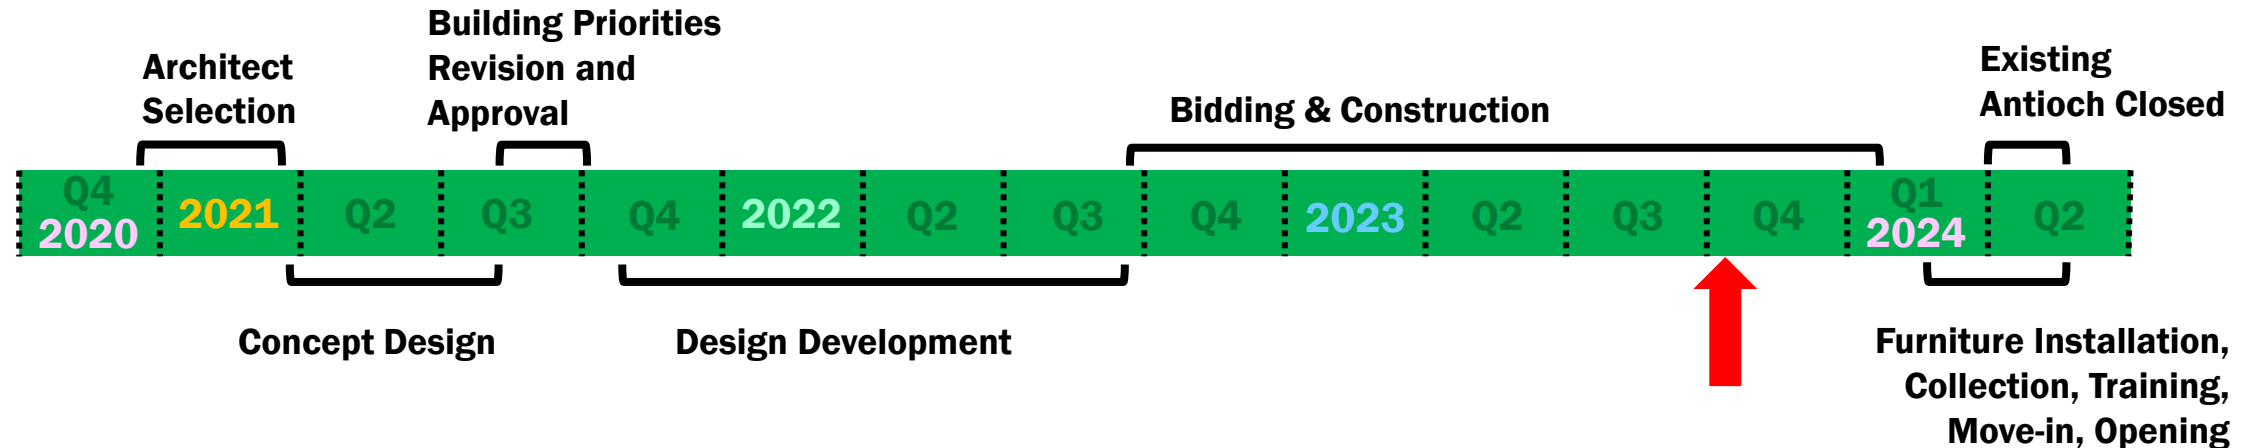 Architect
Selection
Building Priorities
Revision and
Approval
Bidding & Construction
Existing
Antioch Closed
Q4
2020
2021
Q2
Q3
Q4
2022
Q2
Q3
Q4
2023
Q2
Q3
Q4
Q1
2024
Q2
Concept Design
Design Development
Furniture Installation,
Collection, Training,
Move-in, Opening